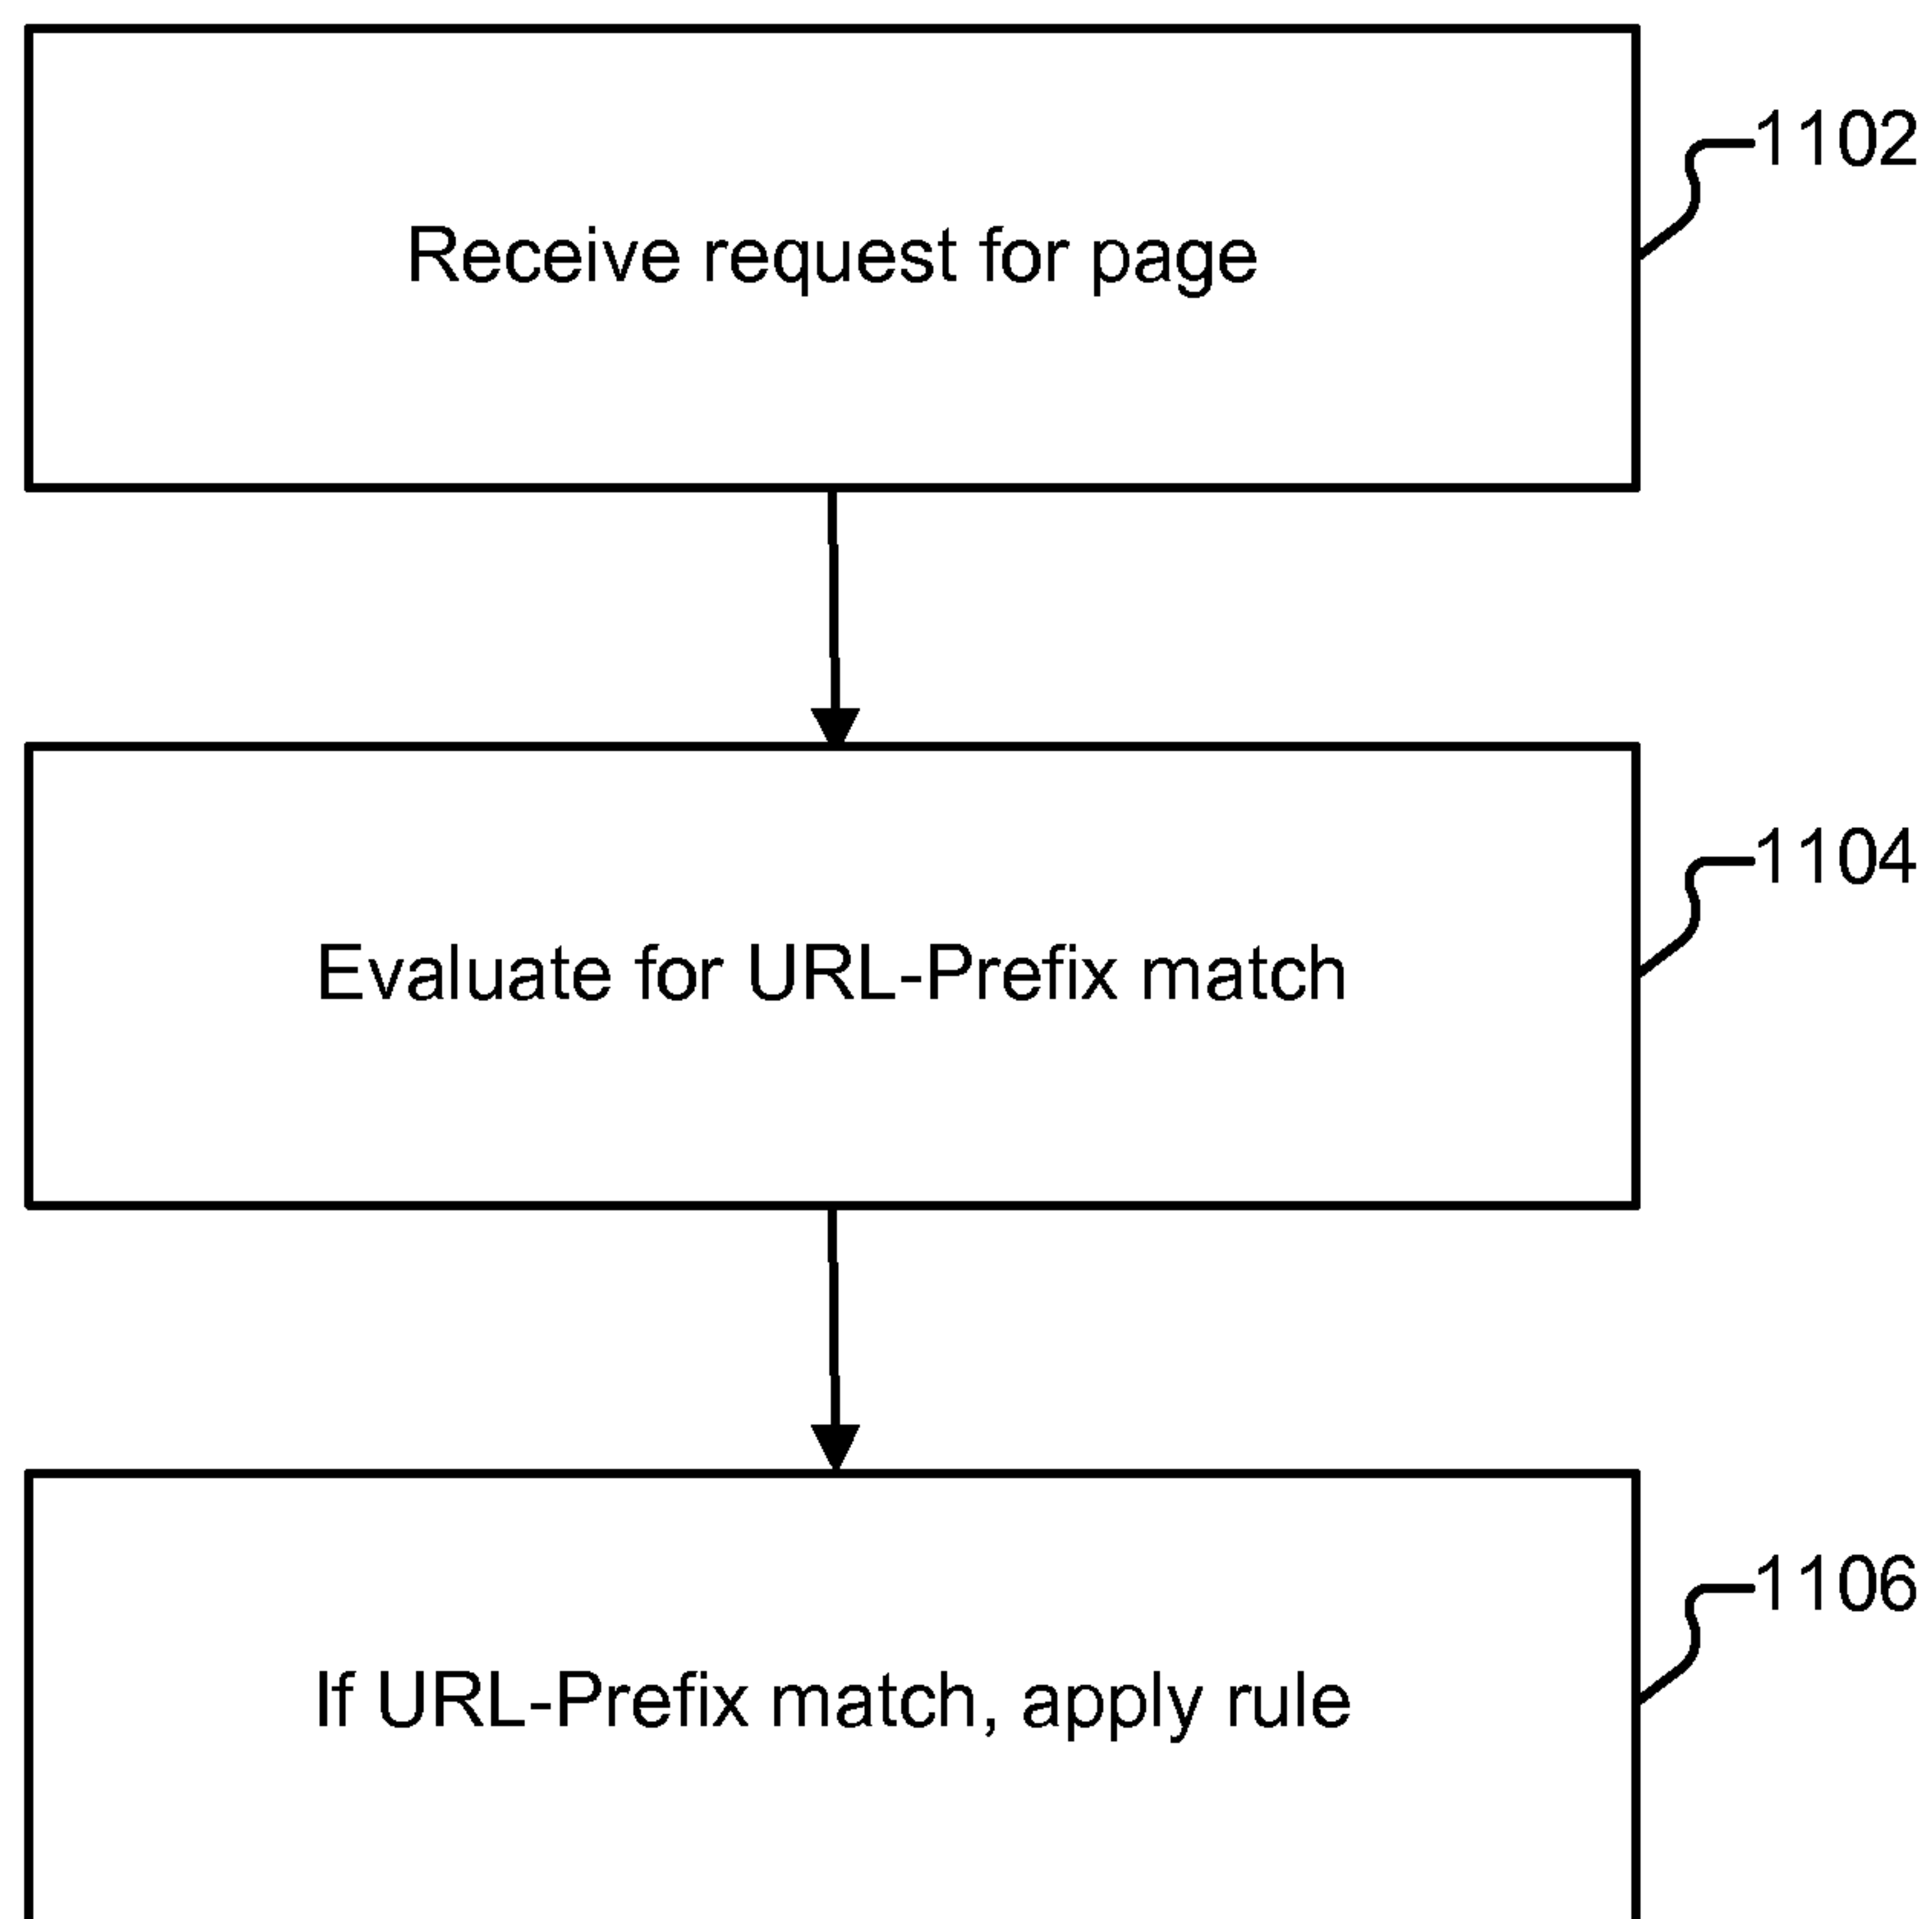 Receive request for page
1102
Evaluate for URL-Prefix match
1104
If URL-Prefix match, apply rule
1106